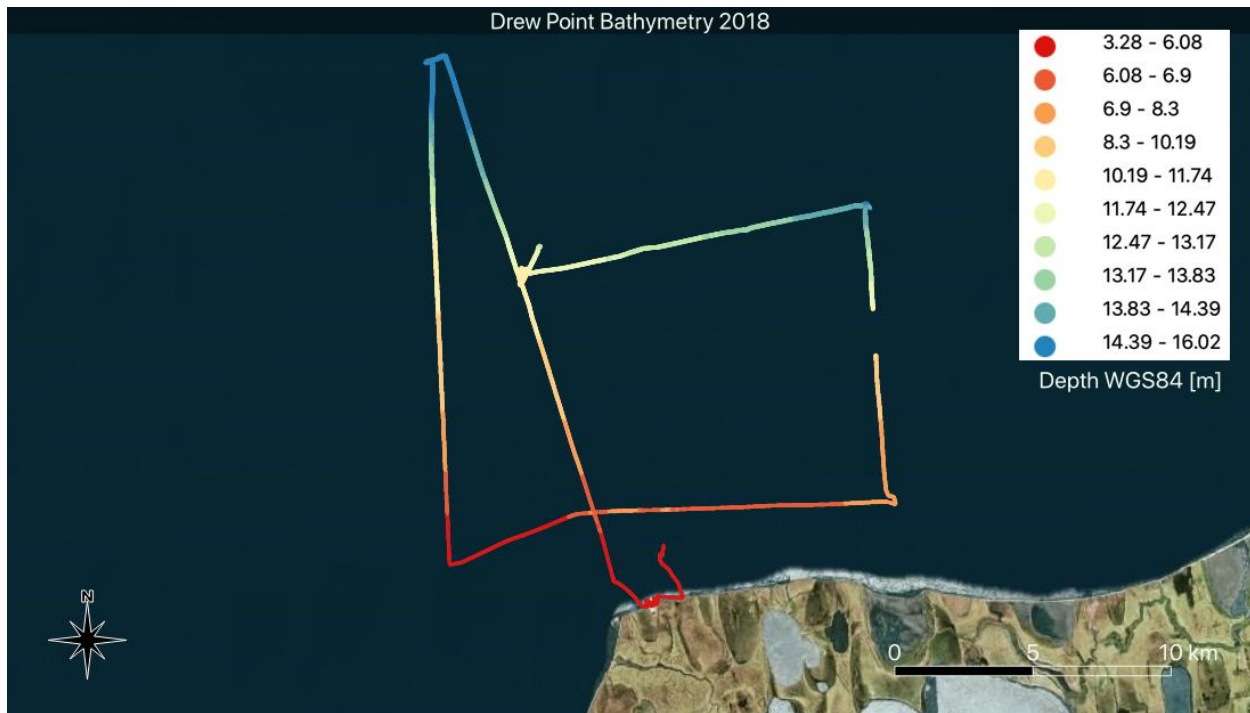 Drew Point Bathymetry 2018
3.28 - 6.08
6.08 - 6.9
6.9 - 8.3
8.3 - 10.19
10.19 - 11.74
11.74 - 12.47
12.47 - 13.17
13.17 - 13.83
13.83 - 14.39
14.39 - 16.02
Depth WGS84 [m]
N
0 5 10 km